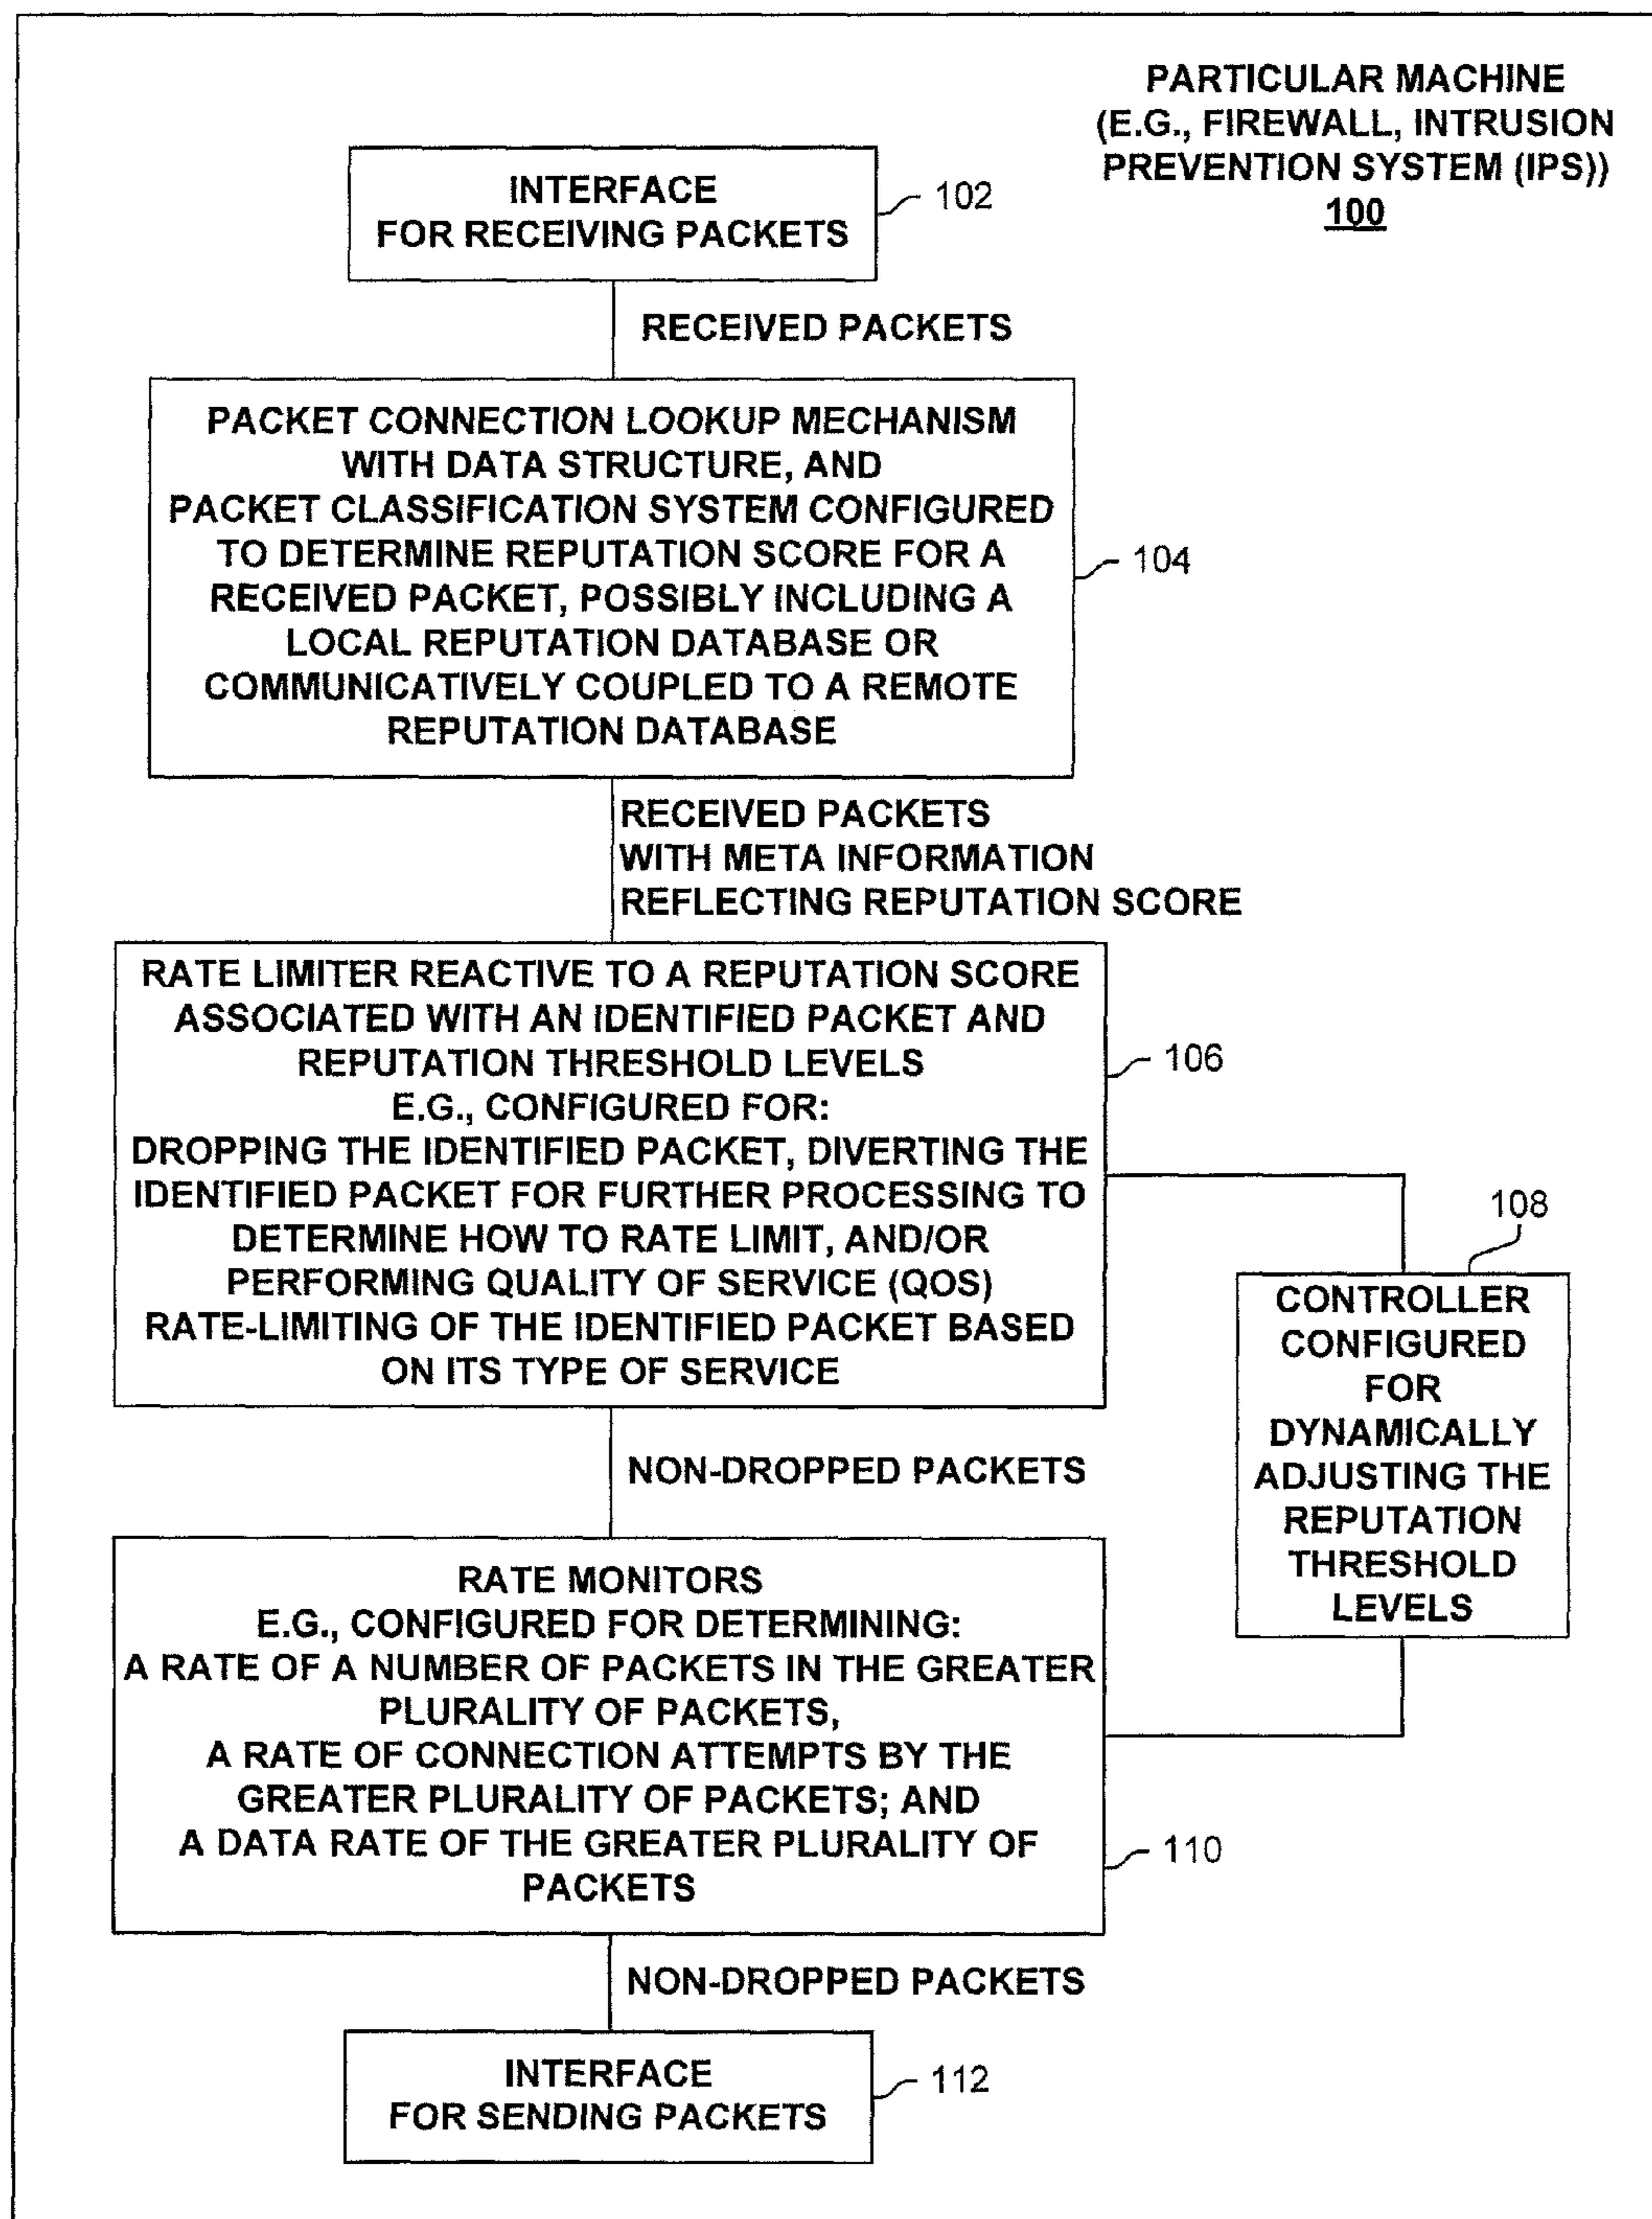 PARTICULAR MACHINE
(E.G., FIREWALL, INTRUSION
PREVENTION SYSTEM (IPS))
100
INTERFACE
FOR RECEIVING PACKETS
102
RECEIVED PACKETS
PACKET CONNECTION LOOKUP MECHANISM
WITH DATA STRUCTURE, AND
PACKET CLASSIFICATION SYSTEM CONFIGURED
TO DETERMINE REPUTATION SCORE FOR A
RECEIVED PACKET, POSSIBLY INCLUDING A
LOCAL REPUTATION DATABASE OR
COMMUNICATIVELY COUPLED TO A REMOTE
REPUTATION DATABASE
104
RECEIVED PACKETS
WITH META INFORMATION
REFLECTING REPUTATION SCORE
RATE LIMITER REACTIVE TO A REPUTATION SCORE
ASSOCIATED WITH AN IDENTIFIED PACKET AND
REPUTATION THRESHOLD LEVELS
E.G., CONFIGURED FOR:
DROPPING THE IDENTIFIED PACKET, DIVERTING THE
IDENTIFIED PACKET FOR FURTHER PROCESSING TO
DETERMINE HOW TO RATE LIMIT, AND/OR
PERFORMING QUALITY OF SERVICE (QOS)
RATE-LIMITING OF THE IDENTIFIED PACKET BASED
ON ITS TYPE OF SERVICE
106
108
CONTROLLER
CONFIGURED
FOR
DYNAMICALLY
ADJUSTING THE
REPUTATION
THRESHOLD
LEVELS
NON-DROPPED PACKETS
RATE MONITORS
E.G., CONFIGURED FOR DETERMINING:
A RATE OF A NUMBER OF PACKETS IN THE GREATER
PLURALITY OF PACKETS,
A RATE OF CONNECTION ATTEMPTS BY THE
GREATER PLURALITY OF PACKETS; AND
A DATA RATE OF THE GREATER PLURALITY OF
PACKETS
110
NON-DROPPED PACKETS
INTERFACE
FOR SENDING PACKETS
112